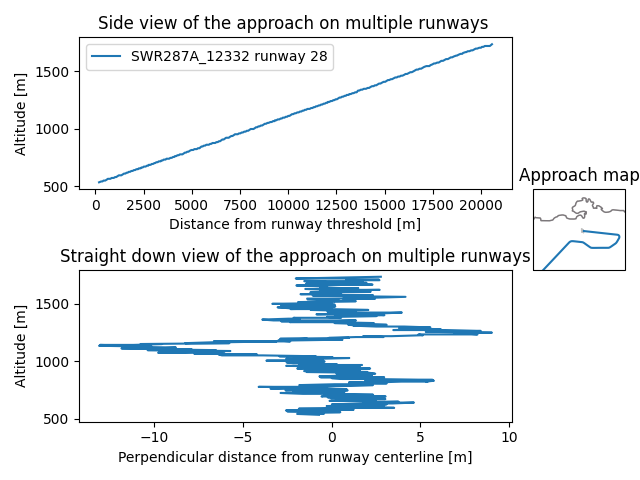 Side view of the approach on multiple runways
SWR287A_12332 runway 28
Altitude [m]
1500
1000
500
0 2500 5000 7500 10000 12500 15000 17500 20000
Distance from runway threshold [m]
Approach map
Straight down view of the approach on multiple runways
Altitude [m]
1500
1000
500
−10 −5 0 5 10
Perpendicular distance from runway centerline [m]